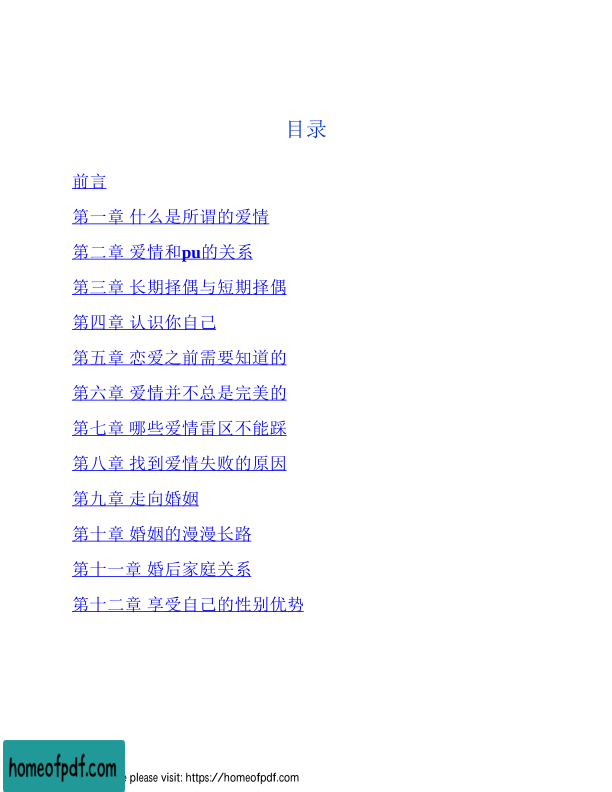 目录
前言
第一章 什么是所谓的爱情
第二章 爱情和pu的关系
第三章 长期择偶与短期择偶
第四章 认识你自己
第五章 恋爱之前需要知道的
第六章 爱情并不总是完美的
第七章 哪些爱情雷区不能踩
第八章 找到爱情失败的原因
第九章 走向婚姻
第十章 婚姻的漫漫长路
第十一章 婚后家庭关系
第十二章 享受自己的性别优势
homeofpdf.com
please visit: https://homeofpdf.com